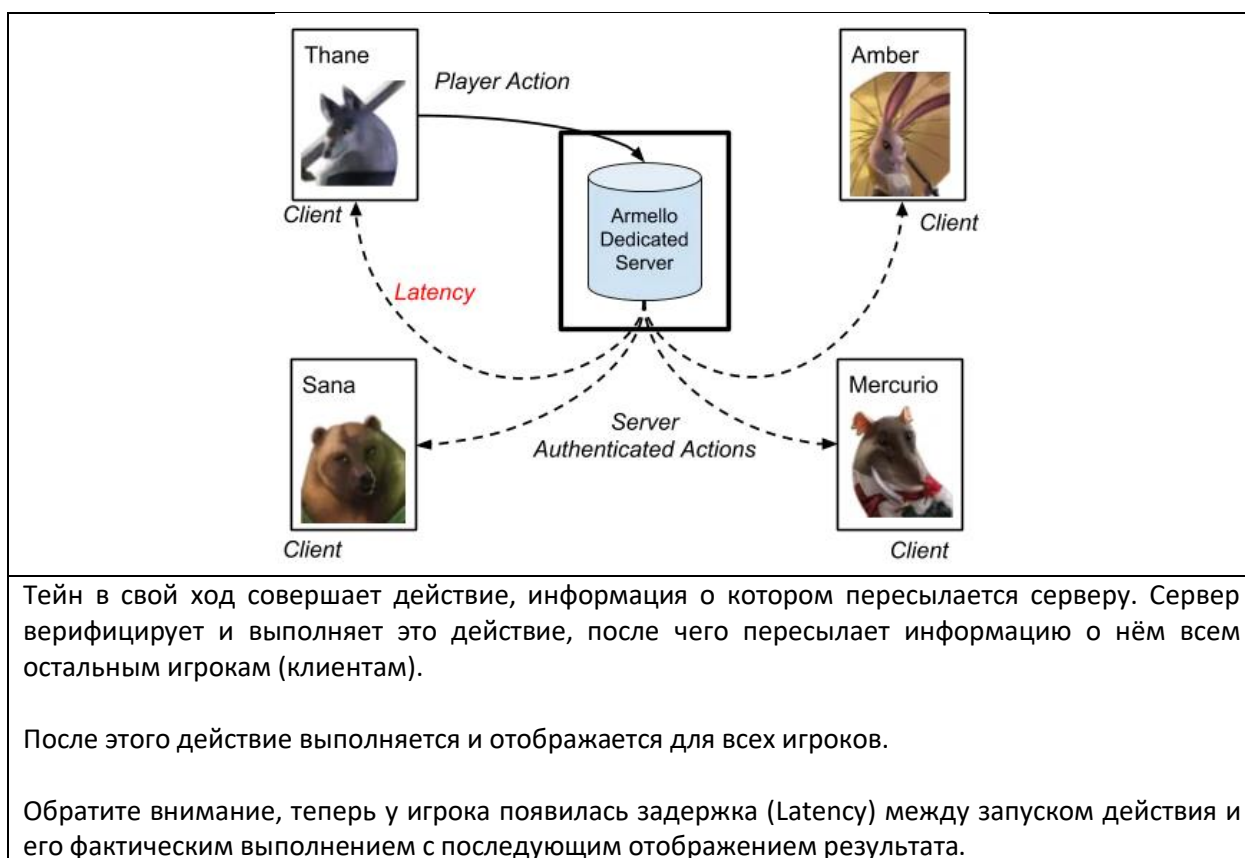 Thane
Player Action
Amber
Client
Armello
Dedicated
Server
Client
Latency
Sana
Mercurio
Server
Authenticated Actions
Client
Client
Тейн в свой ход совершает действие, информация о котором пересылается серверу. Сервер
верифицирует и выполняет это действие, после чего пересылает информацию о нём всем
остальным игрокам (клиентам).
После этого действие выполняется и отображается для всех игроков.
Обратите внимание, теперь у игрока появилась задержка (Latency) между запуском действия и
его фактическим выполнением с последующим отображением результата.